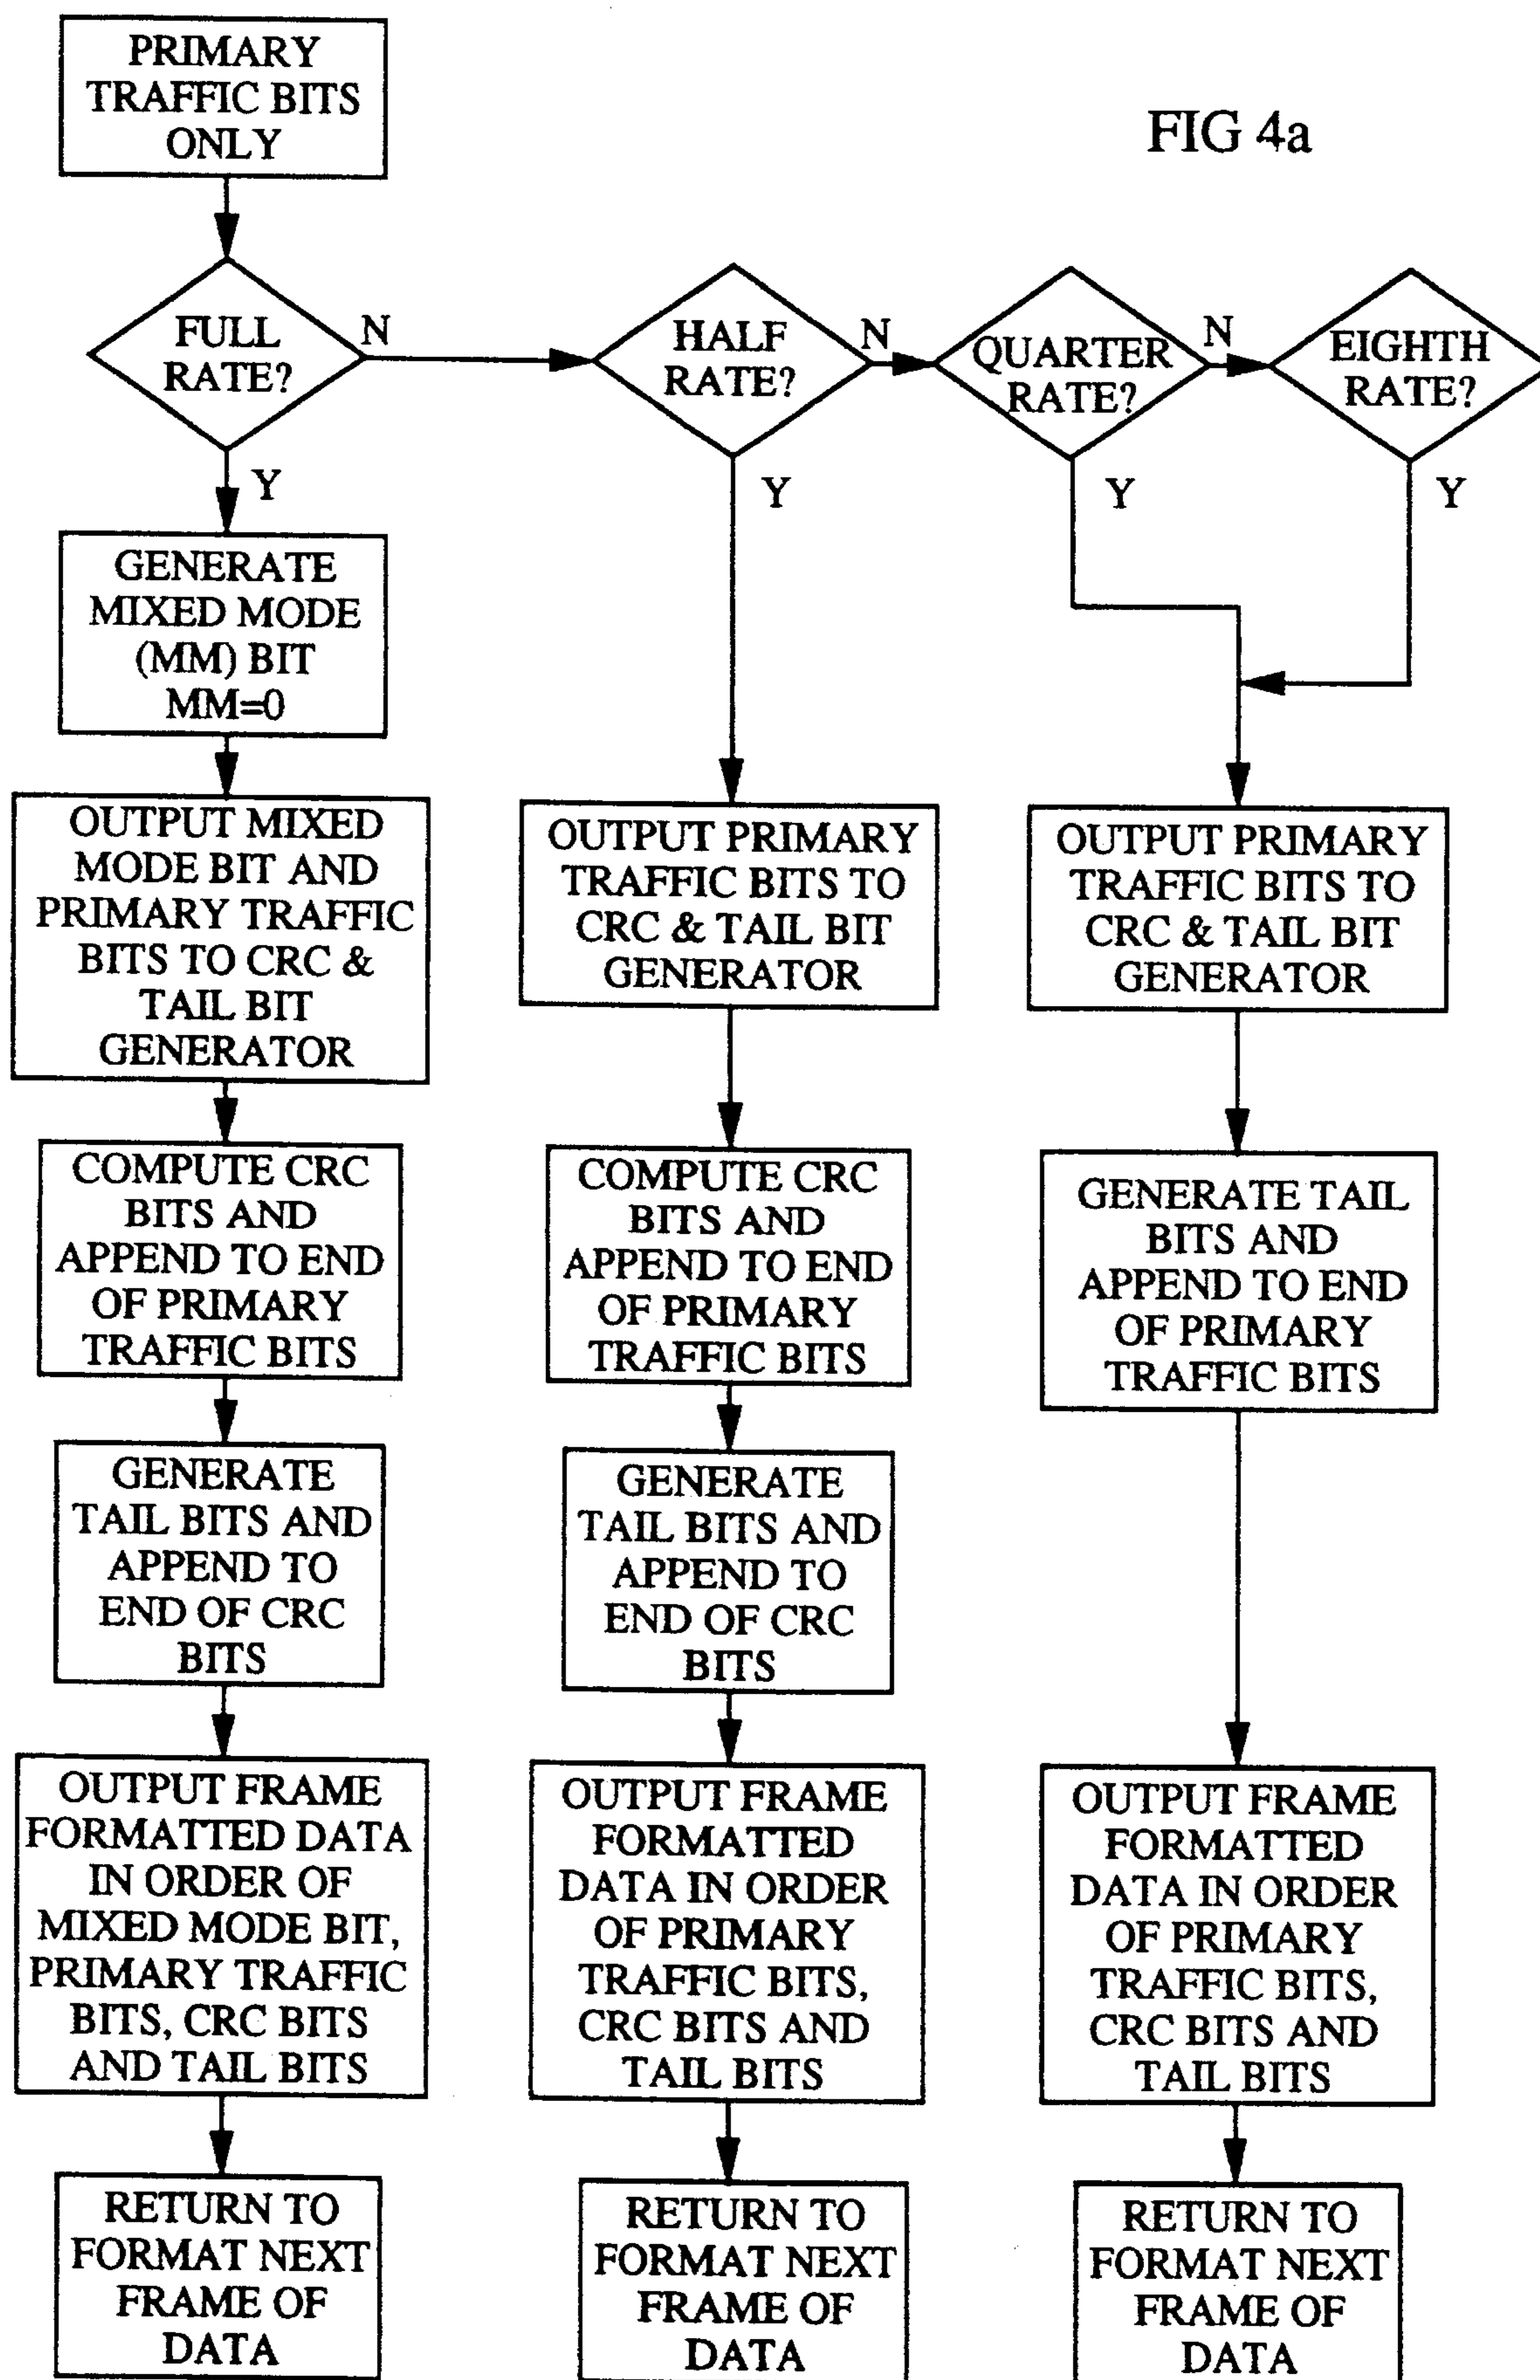 PRIMARY
TRAFFIC BITS
ONLY
FIG 4a
FULL
RATE?
N
Y
HALF
RATE?
N
Y
QUARTER
RATE?
N
Y
EIGHTH
RATE?
Y
GENERATE
MIXED MODE
(MM) BIT
MM=0
OUTPUT MIXED
MODE BIT AND
PRIMARY TRAFFIC
BITS TO CRC &
TAIL BIT
GENERATOR
COMPUTE CRC
BITS AND
APPEND TO END
OF PRIMARY
TRAFFIC BITS
GENERATE
TAIL BITS AND
APPEND TO
END OF CRC
BITS
OUTPUT FRAME
FORMATTED DATA
IN ORDER OF
MIXED MODE BIT,
PRIMARY TRAFFIC
BITS, CRC BITS
AND TAIL BITS
RETURN TO
FORMAT NEXT
FRAME OF
DATA
OUTPUT PRIMARY
TRAFFIC BITS TO
CRC & TAIL BIT
GENERATOR
COMPUTE CRC
BITS AND
APPEND TO END
OF PRIMARY
TRAFFIC BITS
GENERATE
TAIL BITS AND
APPEND TO
END OF CRC
BITS
OUTPUT FRAME
FORMATTED
DATA IN ORDER
OF PRIMARY
TRAFFIC BITS,
CRC BITS AND
TAIL BITS
RETURN TO
FORMAT NEXT
FRAME OF
DATA
OUTPUT PRIMARY
TRAFFIC BITS TO
CRC & TAIL BIT
GENERATOR
GENERATE TAIL
BITS AND
APPEND TO END
OF PRIMARY
TRAFFIC BITS
OUTPUT FRAME
FORMATTED
DATA IN ORDER
OF PRIMARY
TRAFFIC BITS,
CRC BITS AND
TAIL BITS
RETURN TO
FORMAT NEXT
FRAME OF
DATA